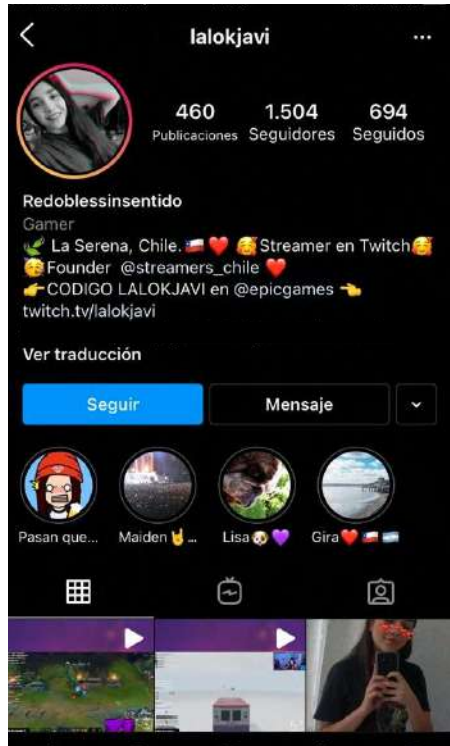 lalokjavi
460 1.504 694
Publicaciones Seguidores Seguidos
Redoblessinsentido
Gamer
🌿 La Serena, Chile.🇨🇱❤️ 🥰Streamer en Twitch🥰
🥳Founder @streamers_chile ❤️
👉CODIGO LALOKJAVI en @epicgames 👈
twitch.tv/lalokjavi
Ver traducción
Seguir Mensaje
Pasan que... Maiden🤘... Lisa🐶💜 Gira❤️🇨🇱🇦🇷